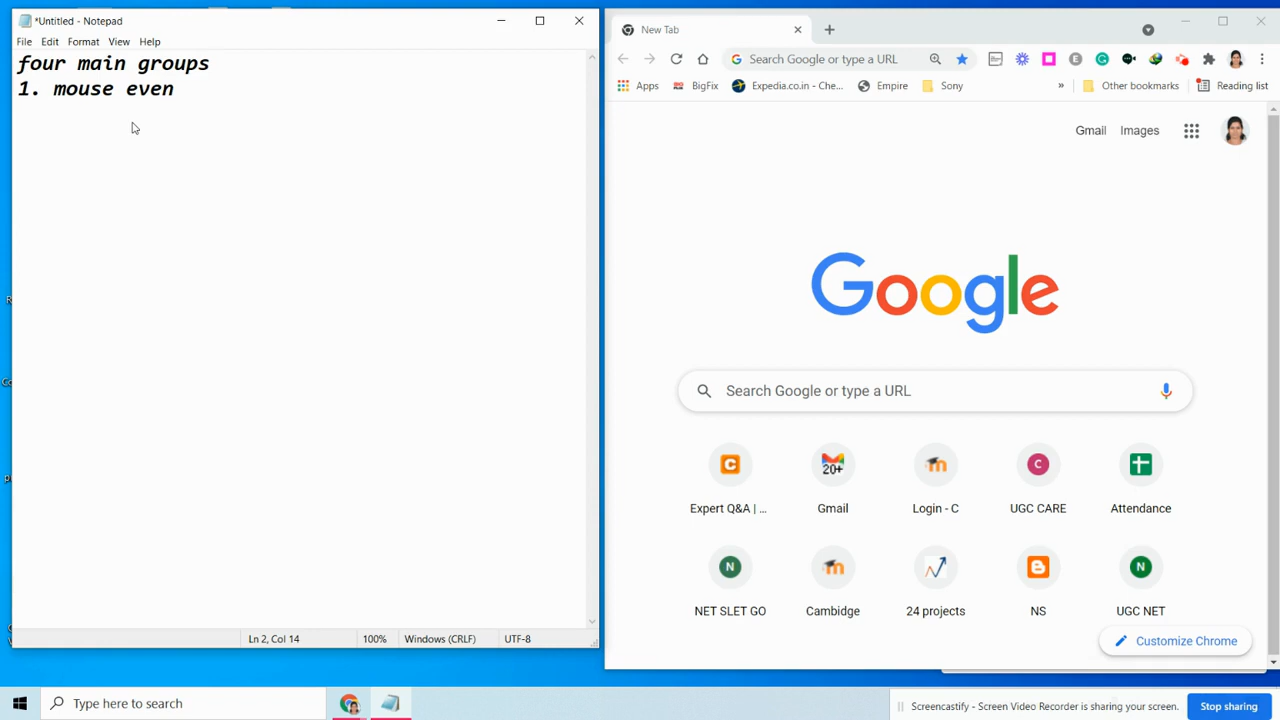 *Untitled - Notepad
File Edit Format View Help
four main groups
1. mouse even
Ln 2, Col 14 100% Windows (CRLF) UTF-8
New Tab
Search Google or type a URL
Apps BigFix Expedia.co.in - Che... Empire Sony » Other bookmarks Reading list
Gmail Images
Google
Search Google or type a URL
20+
Expert Q&A | ... Gmail Login - C UGC CARE Attendance
NET SLET GO Cambidge 24 projects NS UGC NET
Customize Chrome
Type here to search
Screencastify - Screen Video Recorder is sharing your screen. Stop sharing